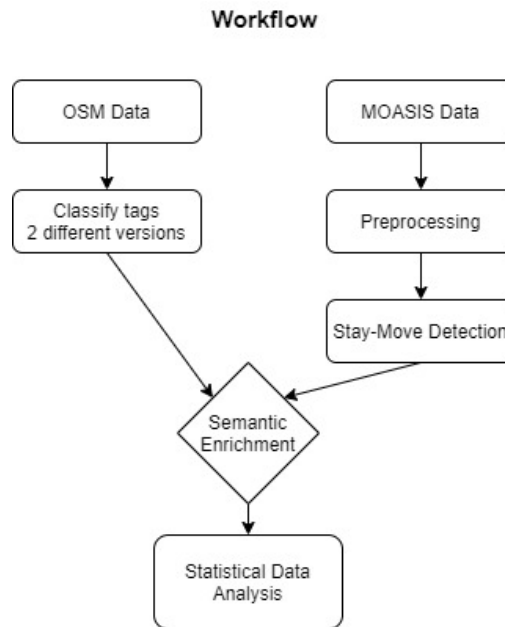 Workflow
OSM Data
MOASIS Data
Classify tags
2 different versions
Preprocessing
Stay-Move Detection
Semantic
Enrichment
Statistical Data
Analysis